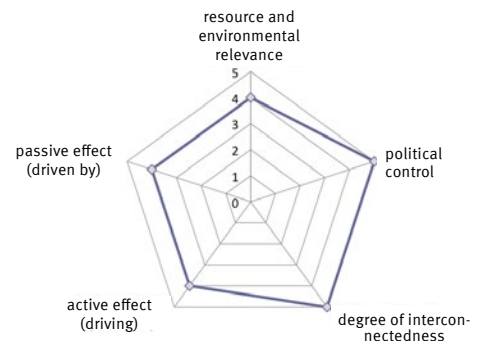 resource and
environmental
relevance
5
4
3
2
1
0
political
control
degree of intercon-
nectedness
active effect
(driving)
passive effect
(driven by)